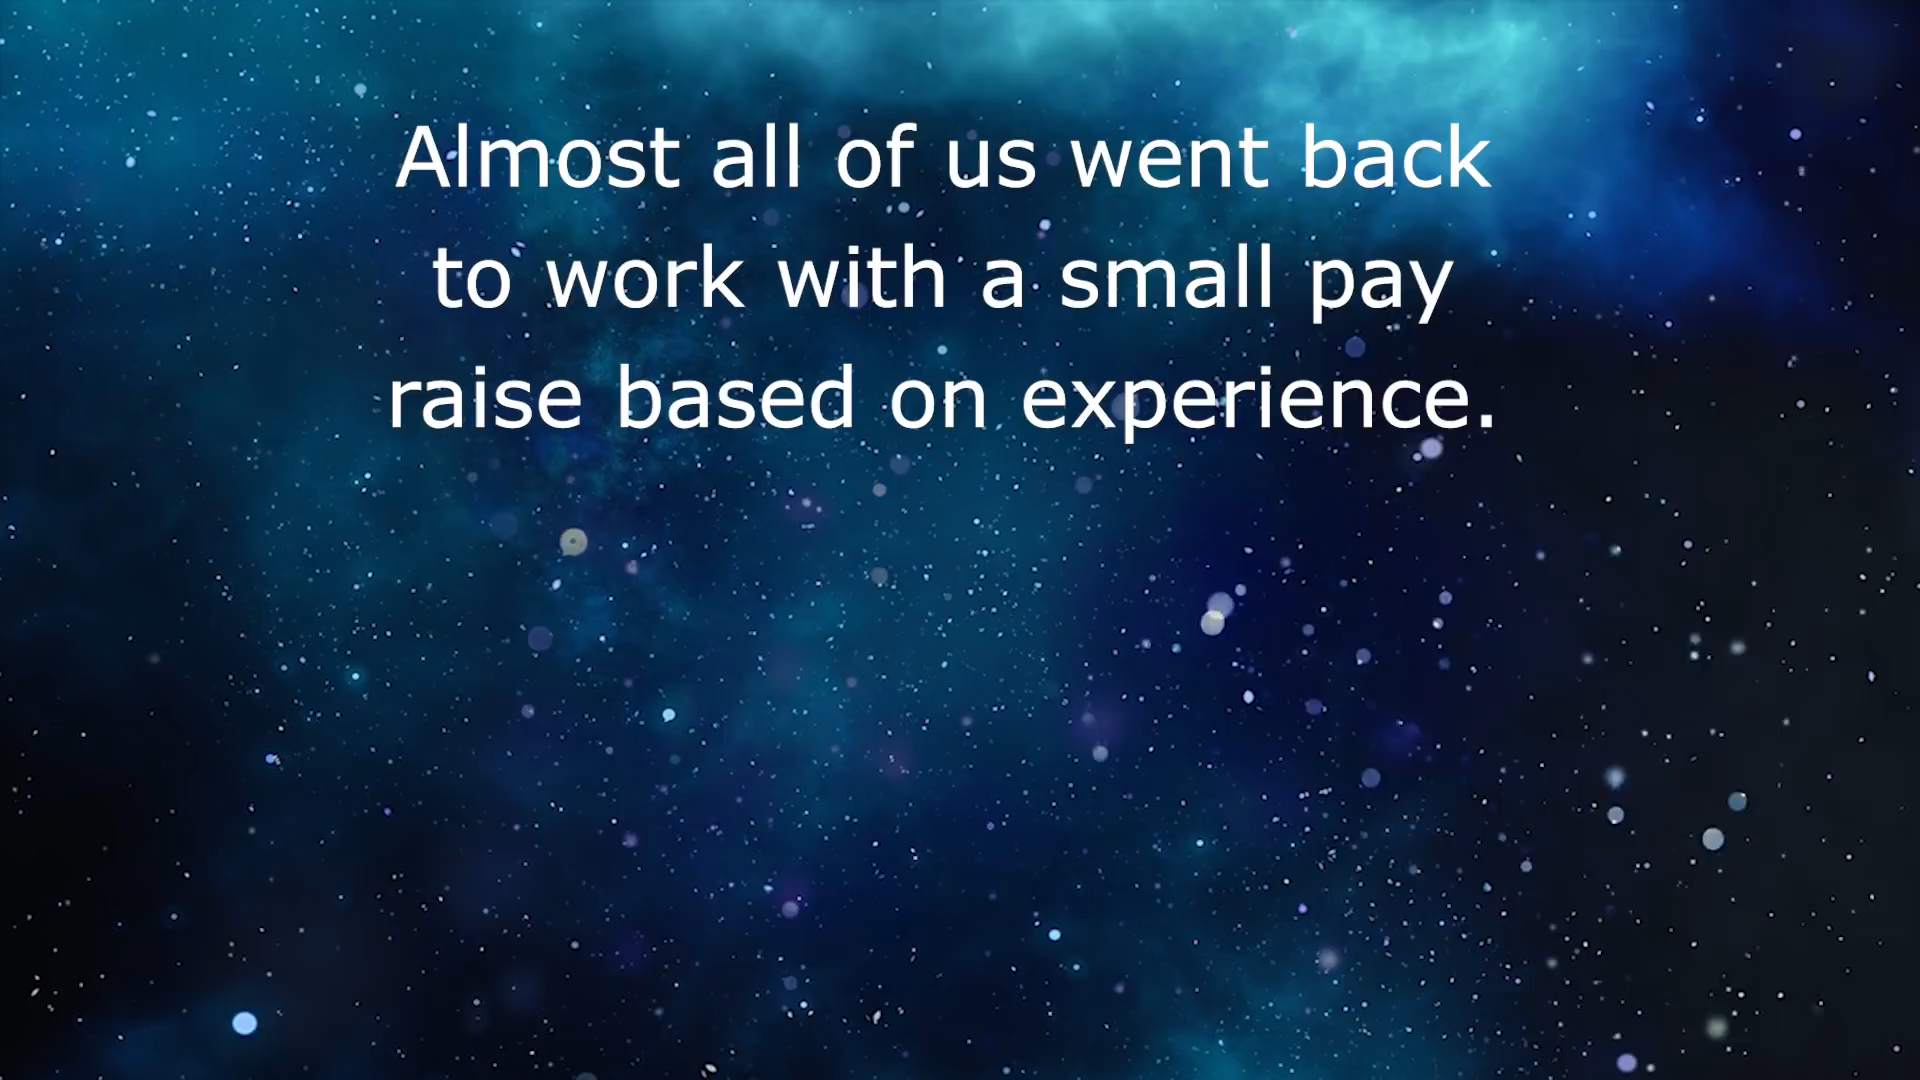 Almost all of us went back
to work with a small pay
raise based on experience.